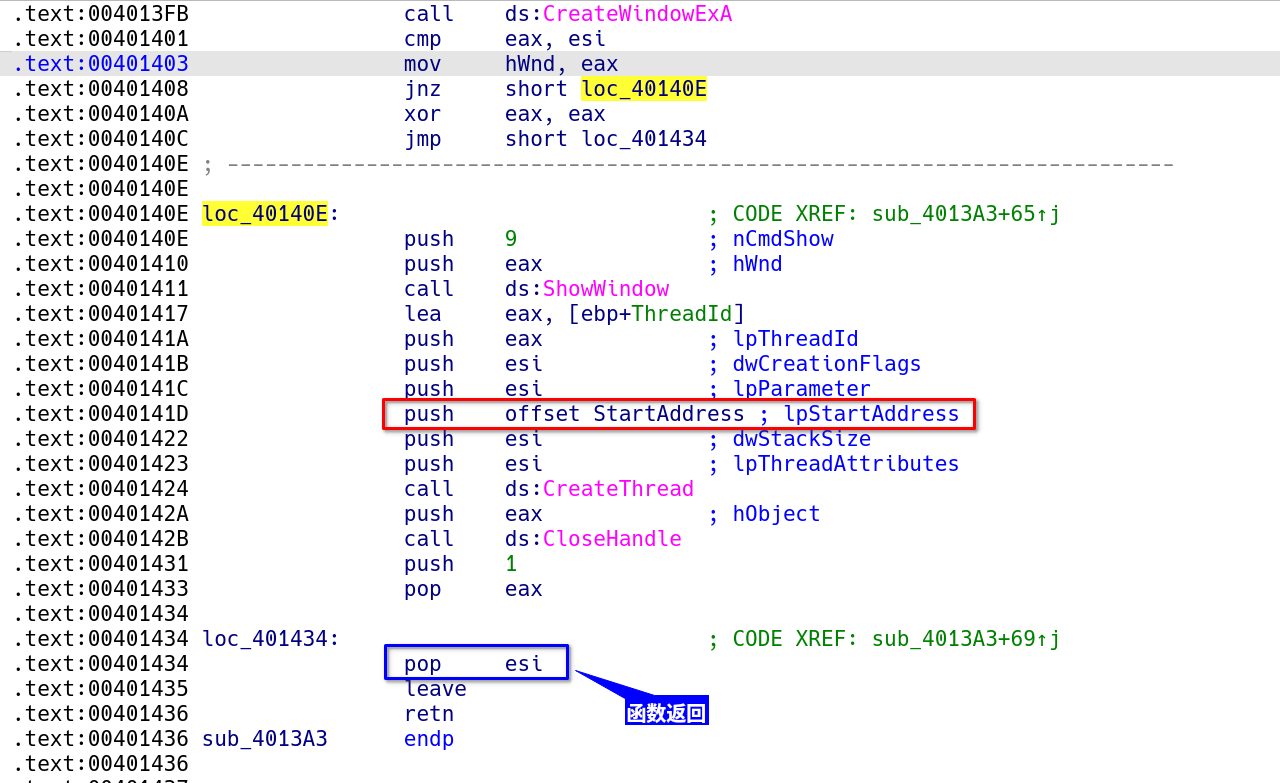 .text:004013FB call ds:CreateWindowExA
.text:00401401 cmp eax, esi
.text:00401403 mov hWnd, eax
.text:00401408 jnz short loc_40140E
.text:0040140A xor eax, eax
.text:0040140C jmp short loc_401434
.text:0040140E ; ---------------------------------------------------------------------------
.text:0040140E
.text:0040140E loc_40140E: ; CODE XREF: sub_4013A3+65↑j
.text:0040140E push 9 ; nCmdShow
.text:00401410 push eax ; hWnd
.text:00401411 call ds:ShowWindow
.text:00401417 lea eax, [ebp+ThreadId]
.text:0040141A push eax ; lpThreadId
.text:0040141B push esi ; dwCreationFlags
.text:0040141C push esi ; lpParameter
.text:0040141D push offset StartAddress ; lpStartAddress
.text:00401422 push esi ; dwStackSize
.text:00401423 push esi ; lpThreadAttributes
.text:00401424 call ds:CreateThread
.text:0040142A push eax ; hObject
.text:0040142B call ds:CloseHandle
.text:00401431 push 1
.text:00401433 pop eax
.text:00401434
.text:00401434 loc_401434: ; CODE XREF: sub_4013A3+69↑j
.text:00401434 pop esi
.text:00401435 leave
.text:00401436 retn
函数返回
.text:00401436 sub_4013A3 endp
.text:00401436